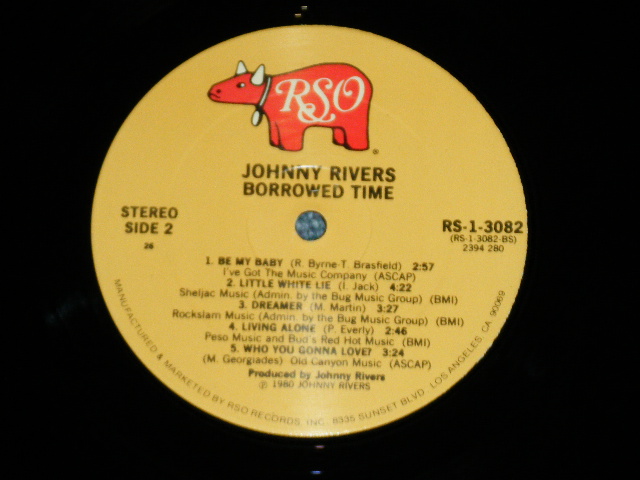 RSO
JOHNNY RIVERS
BORROWED TIME
STEREO
SIDE 2
26
RS-1-3082
(RS-1-3082-BS)
2394 280
1. BE MY BABY (R. Byrne-T. Brasfield) 2:57
I've Got The Music Company (ASCAP)
2. LITTLE WHITE LIE (I. Jack) 4:22
Sheljac Music (Admin. by the Bug Music Group) (BMI)
3. DREAMER (M. Martin) 3:27
Rockslam Music (Admin. by the Bug Music Group) (BMI)
4. LIVING ALONE (P. Everly) 2:46
Peso Music and Bud's Red Hot Music (BMI)
5. WHO YOU GONNA LOVE? 3:24
(M. Georgiades) Old Canyon Music (ASCAP)
Produced by Johnny Rivers
℗ 1980 JOHNNY RIVERS
MANUFACTURED & MARKETED BY RSO RECORDS, INC. 8335 SUNSET BLVD. LOS ANGELES, CA. 90069